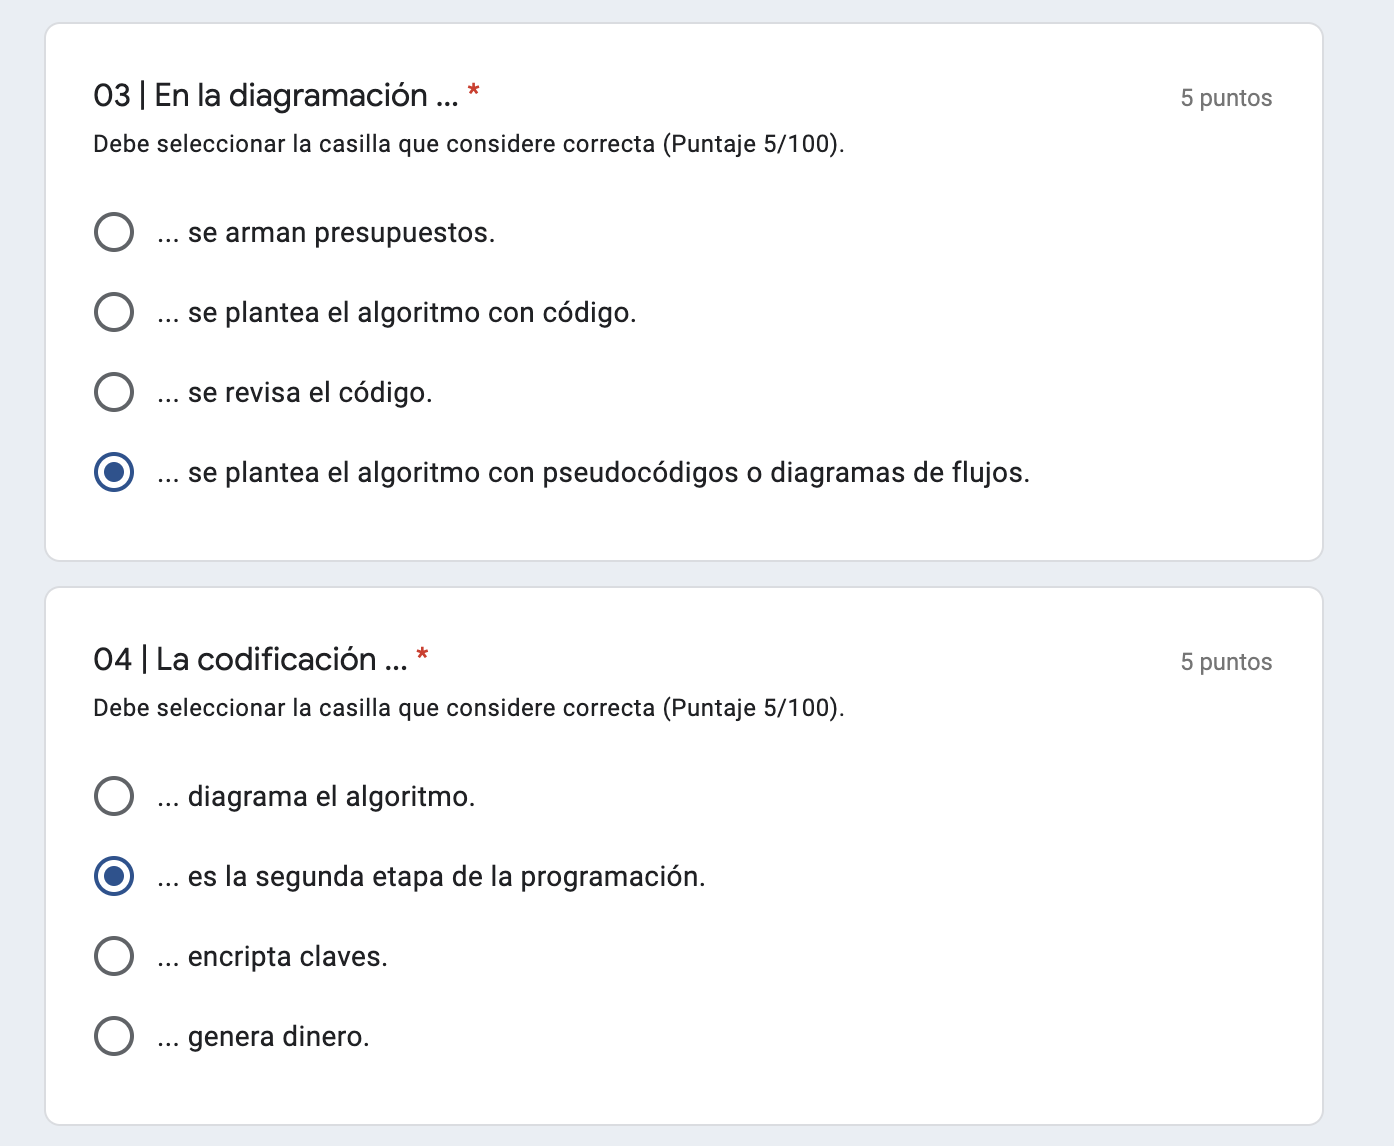 03 | En la diagramación ... *
5 puntos
Debe seleccionar la casilla que considere correcta (Puntaje 5/100).
... se arman presupuestos.
... se plantea el algoritmo con código.
... se revisa el código.
... se plantea el algoritmo con pseudocódigos o diagramas de flujos.
04 | La codificación ... *
5 puntos
Debe seleccionar la casilla que considere correcta (Puntaje 5/100).
... diagrama el algoritmo.
... es la segunda etapa de la programación.
... encripta claves.
... genera dinero.